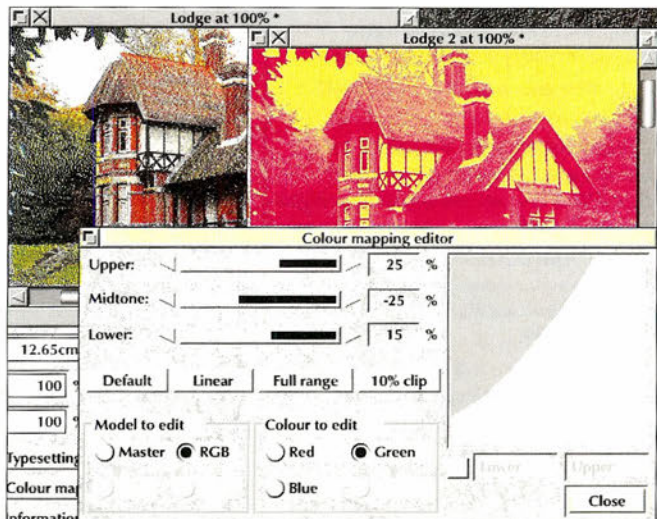 Lodge at 100% *
Lodge 2 at 100% *
Colour mapping editor
Upper: 25 %
Midtone: -25 %
Lower: 15 %
12.65cm
100 %
100 %
Default Linear Full range 10% clip
Model to edit Colour to edit
Master RGB Red Green
Blue
Typesetting
Colour map
Information
Lower Upper
Close